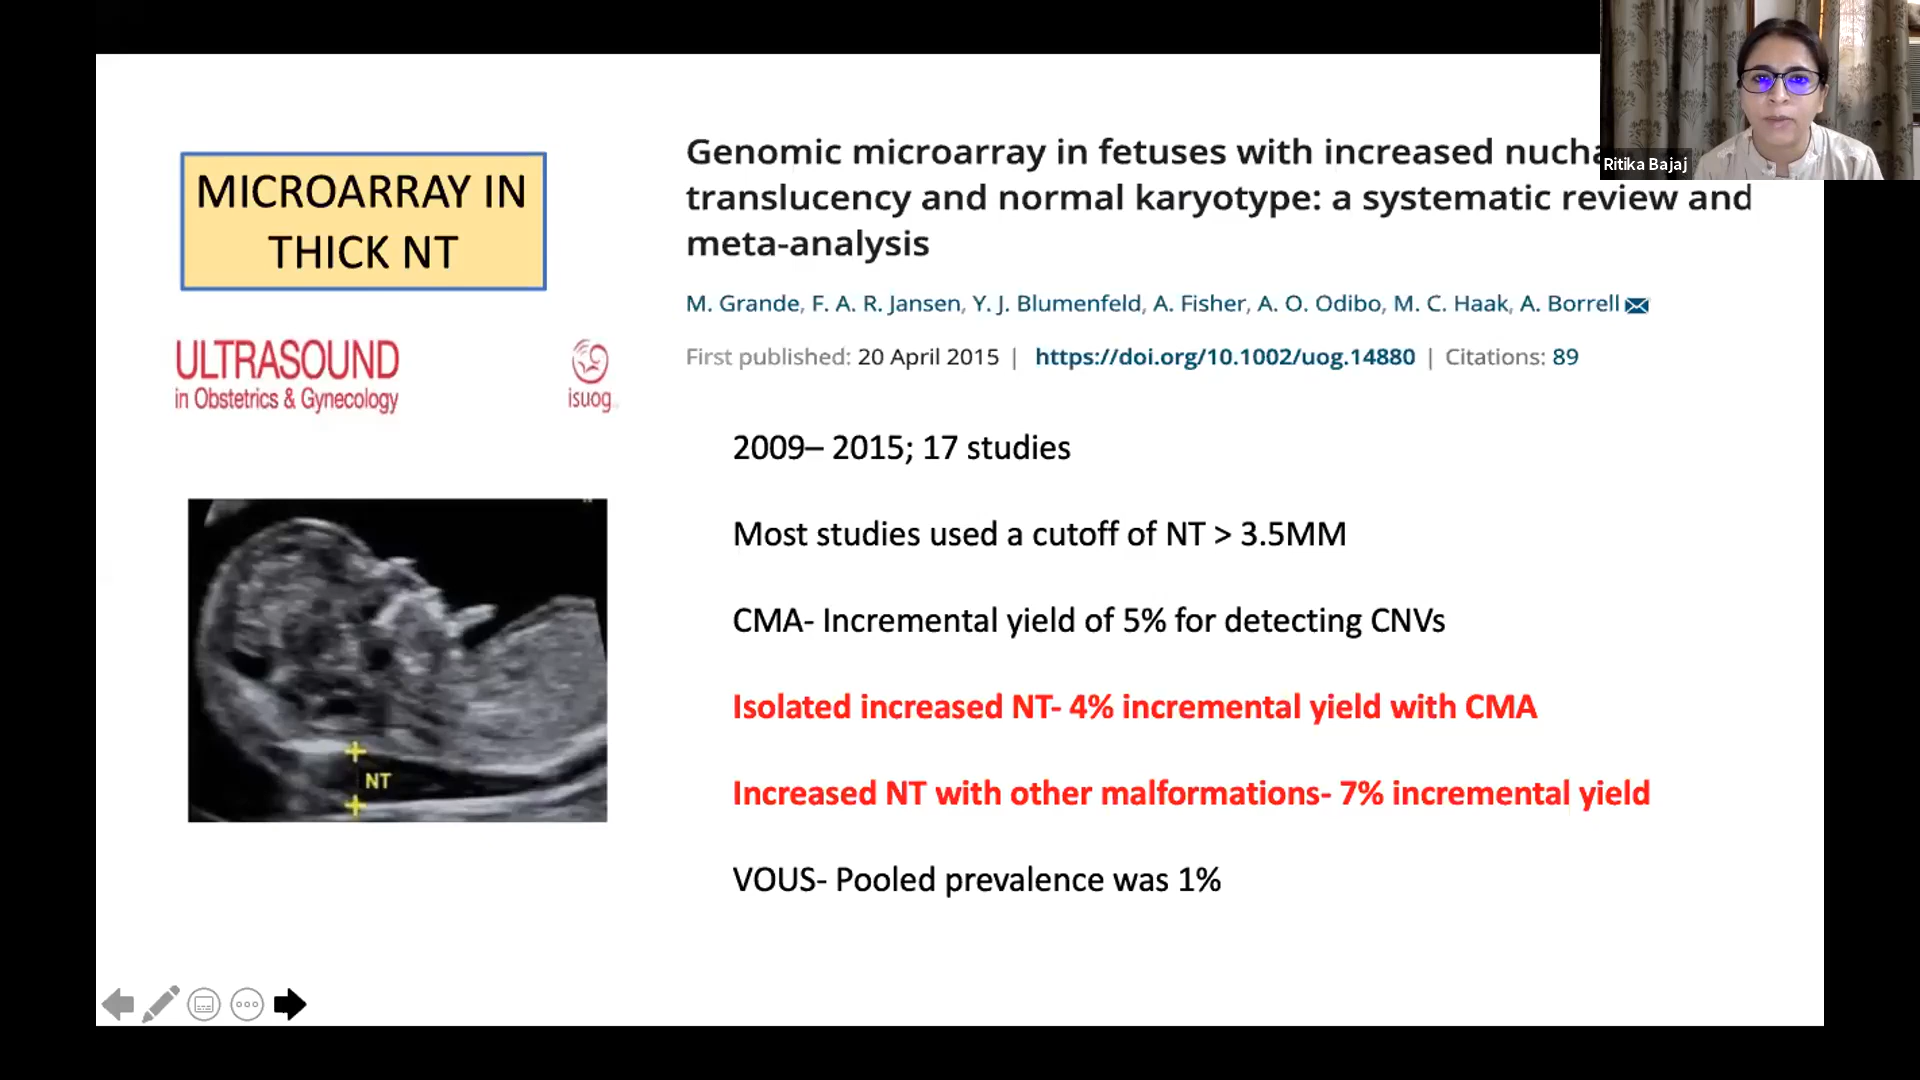 MICROARRAY IN
THICK NT
ULTRASOUND
in Obstetrics & Gynecology
isuog
NT
Genomic microarray in fetuses with increased
translucency and normal karyotype: a systematic review and
meta-analysis
M. Grande, F. A. R. Jansen, Y. J. Blumenfeld, A. Fisher, A. O. Odibo, M. C. Haak, A. Borrell
First published: 20 April 2015 | https://doi.org/10.1002/uog.14880 | Citations: 89
2009– 2015; 17 studies
Most studies used a cutoff of NT > 3.5MM
CMA- Incremental yield of 5% for detecting CNVs
Isolated increased NT- 4% incremental yield with CMA
Increased NT with other malformations- 7% incremental yield
VOUS- Pooled prevalence was 1%
Ritika Bajaj